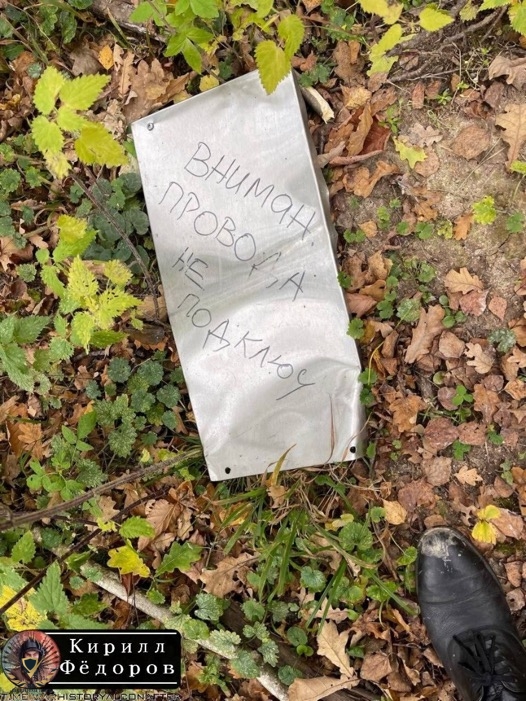 ВНИМАН.
ПРОВОДА
НЕ
ПОДКЛЮЧ
Кирилл
Фёдоров